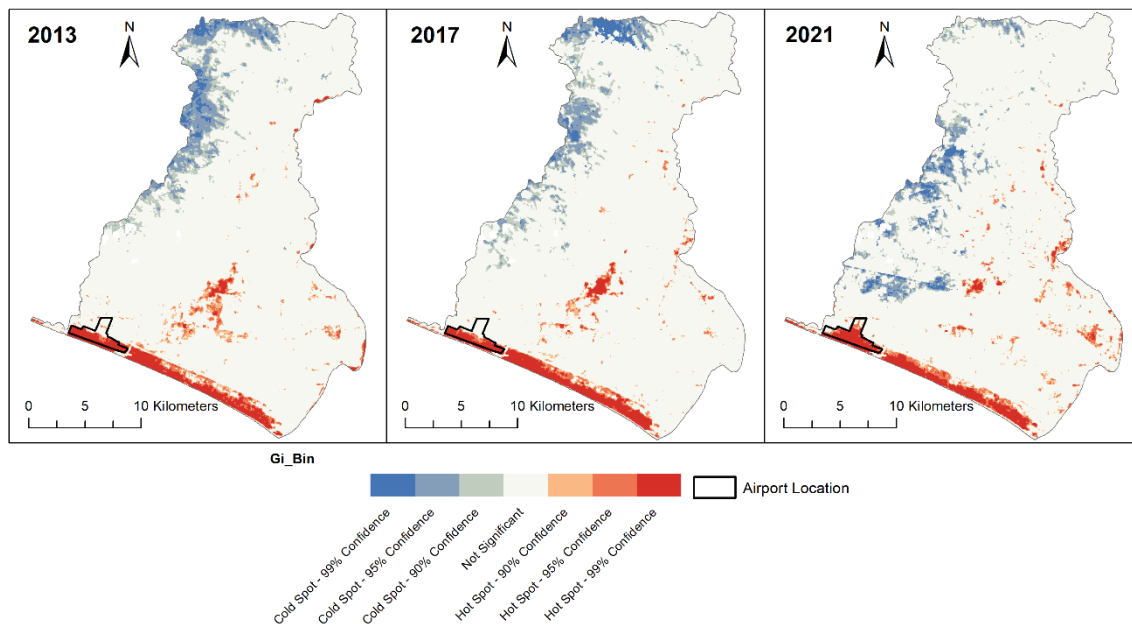 2013
N
0 5 10 Kilometers
2017
N
0 5 10 Kilometers
2021
N
0 5 10 Kilometers
Gi_Bin
Cold Spot - 99% Confidence
Cold Spot - 95% Confidence
Cold Spot - 90% Confidence
Not Significant
Hot Spot - 90% Confidence
Hot Spot - 95% Confidence
Hot Spot - 99% Confidence
Airport Location